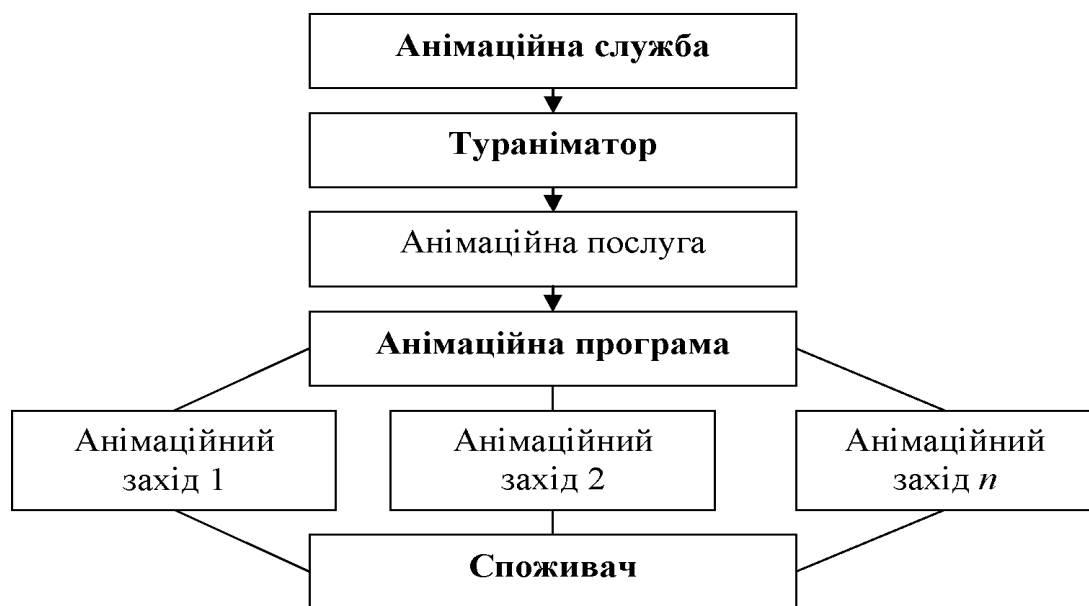 Анімаційна служба
Тураніматор
Анімаційна послуга
Анімаційна програма
Анімаційний
захід 1
Анімаційний
захід 2
Анімаційний
захід n
Споживач